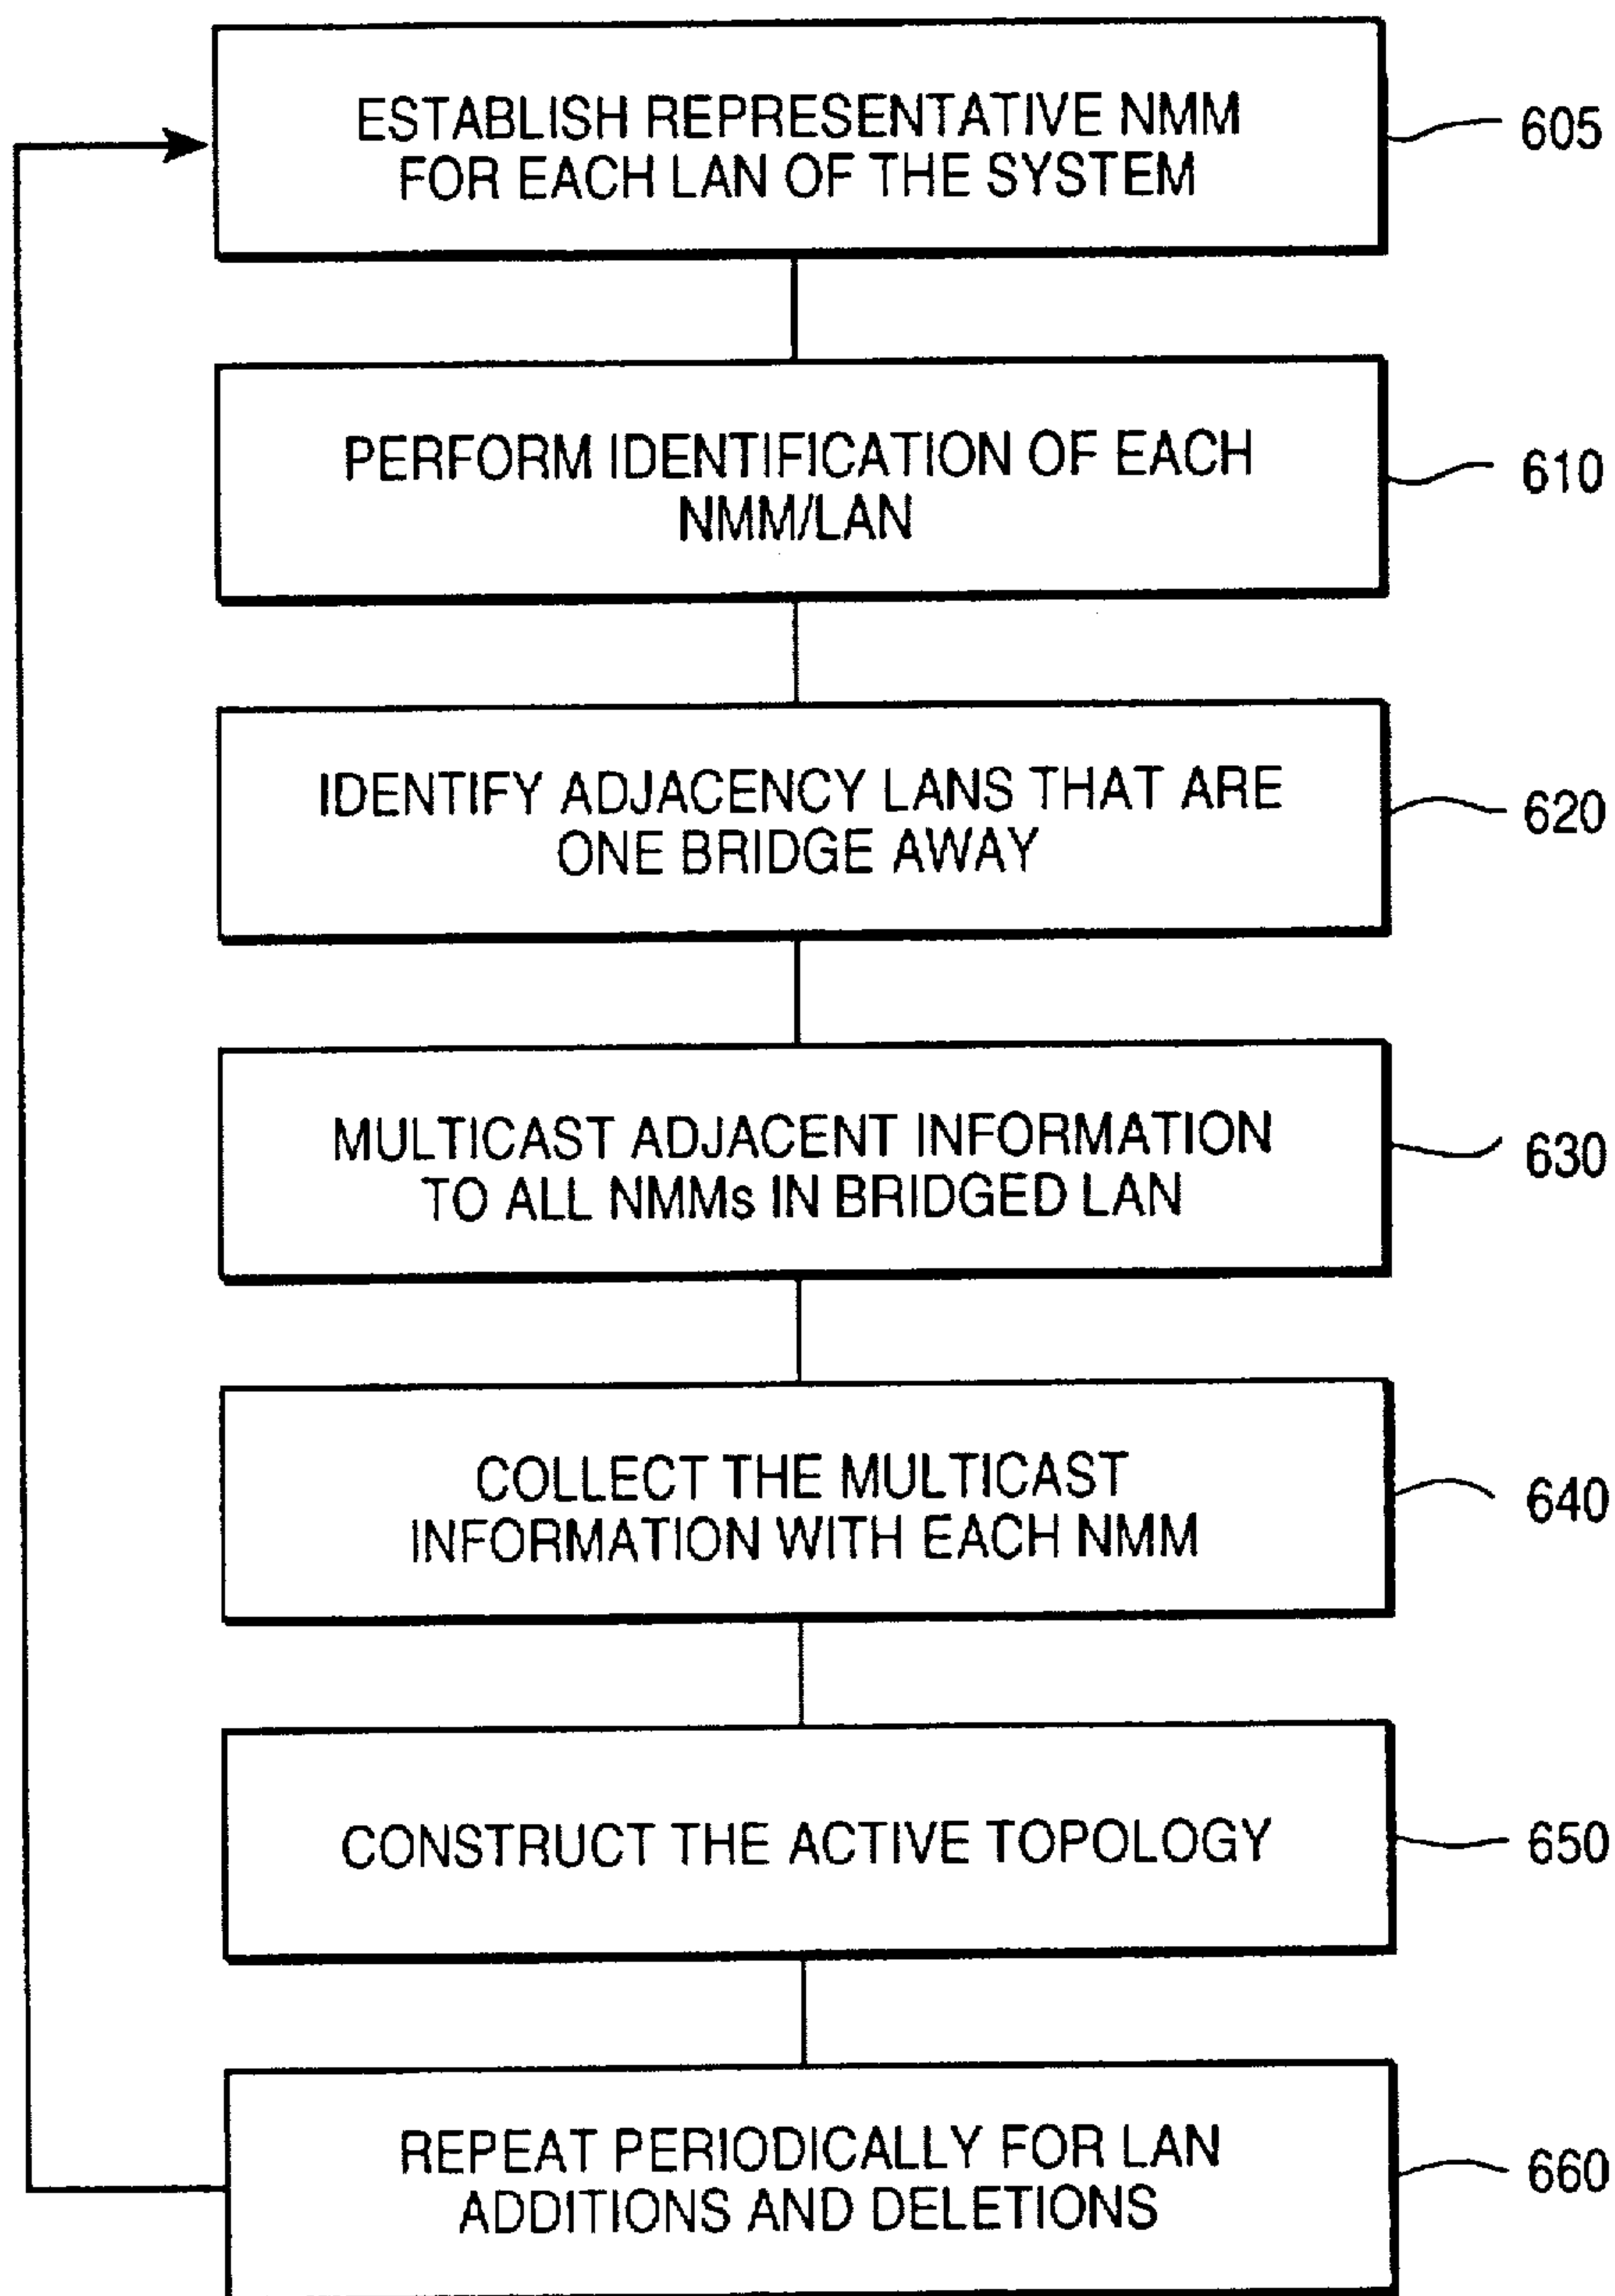 ESTABLISH REPRESENTATIVE NMM
FOR EACH LAN OF THE SYSTEM
605
PERFORM IDENTIFICATION OF EACH
NMM/LAN
610
IDENTIFY ADJACENCY LANS THAT ARE
ONE BRIDGE AWAY
620
MULTICAST ADJACENT INFORMATION
TO ALL NMMs IN BRIDGED LAN
630
COLLECT THE MULTICAST
INFORMATION WITH EACH NMM
640
CONSTRUCT THE ACTIVE TOPOLOGY
650
REPEAT PERIODICALLY FOR LAN
ADDITIONS AND DELETIONS
660